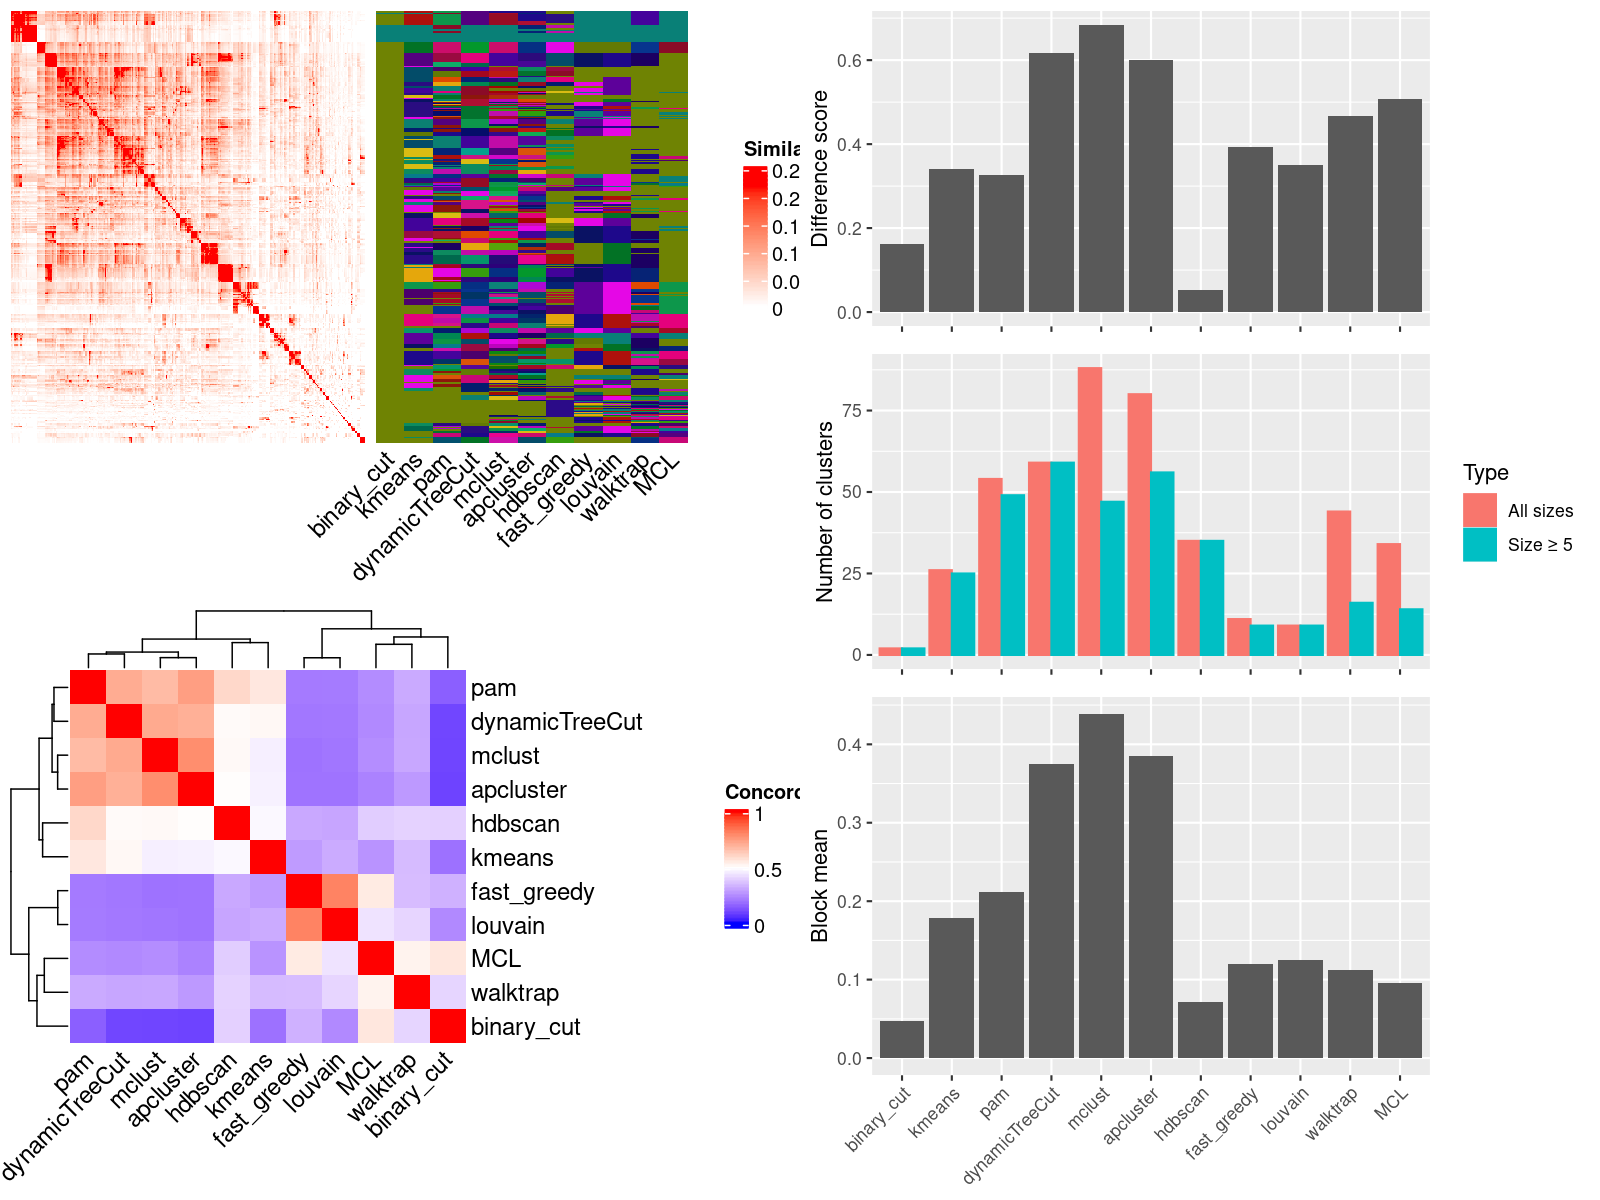 Simila
0.2
0.2
0.1
0.1
0.0
0
binary_cut
kmeans
pam
dynamicTreeCut
mclust
apcluster
hdbscan
fast_greedy
louvain
walktrap
MCL
pam
dynamicTreeCut
mclust
apcluster
hdbscan
kmeans
fast_greedy
louvain
MCL
walktrap
binary_cut
pam
dynamicTreeCut
mclust
apcluster
hdbscan
kmeans
fast_greedy
louvain
MCL
walktrap
binary_cut
Concord
1
0.5
0
Difference score
0.6
0.4
0.2
0.0
Number of clusters
75
50
25
0
Type
All sizes
Size ≥ 5
Block mean
0.4
0.3
0.2
0.1
0.0
binary_cut
kmeans
pam
dynamicTreeCut
mclust
apcluster
hdbscan
fast_greedy
louvain
walktrap
MCL